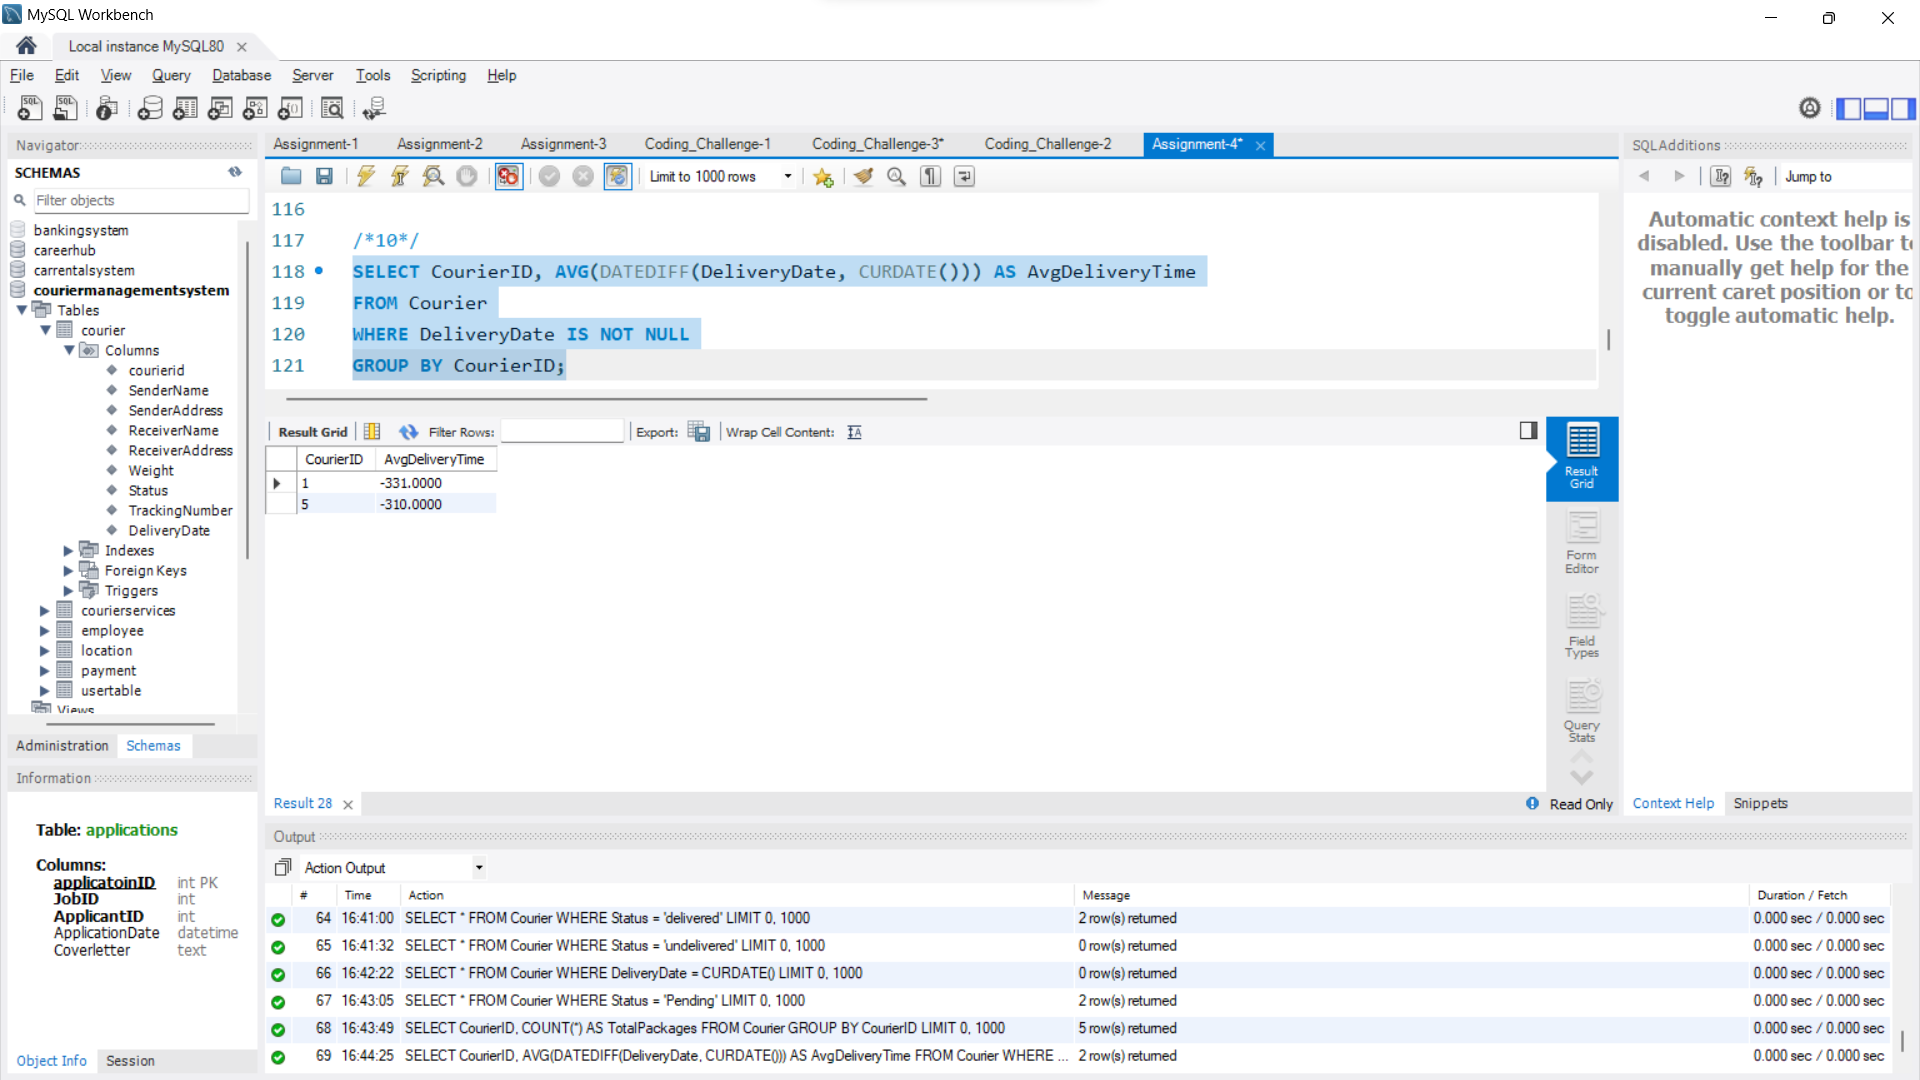 MySQL Workbench
Local instance MySQL80
File Edit View Query Database Server Tools Scripting Help
Navigator
SCHEMAS
Filter objects
bankingsystem
careerhub
carrentalsystem
couriermanagementsystem
Tables
courier
Columns
courierid
SenderName
SenderAddress
ReceiverName
ReceiverAddress
Weight
Status
TrackingNumber
DeliveryDate
Indexes
Foreign Keys
Triggers
courierservices
employee
location
payment
usertable
Views
Administration Schemas
Information
Table: applications
Columns:
applicatoinID int PK
JobID int
ApplicantID int
ApplicationDate datetime
Coverletter text
Object Info Session
Assignment-1 Assignment-2 Assignment-3 Coding_Challenge-1 Coding_Challenge-3* Coding_Challenge-2 Assignment-4*
Limit to 1000 rows
116
117 /*10*/
118 SELECT CourierID, AVG(DATEDIFF(DeliveryDate, CURDATE())) AS AvgDeliveryTime
119 FROM Courier
120 WHERE DeliveryDate IS NOT NULL
121 GROUP BY CourierID;
Result Grid Filter Rows: Export: Wrap Cell Content:
CourierID AvgDeliveryTime
1 -331.0000
5 -310.0000
Result
Grid
Form
Editor
Field
Types
Query
Stats
Result 28
Read Only
SQLAdditions
Jump to
Automatic context help is
disabled. Use the toolbar to
manually get help for the
current caret position or to
toggle automatic help.
Context Help Snippets
Output
Action Output
# Time Action Message Duration / Fetch
64 16:41:00 SELECT * FROM Courier WHERE Status = 'delivered' LIMIT 0, 1000 2 row(s) returned 0.000 sec / 0.000 sec
65 16:41:32 SELECT * FROM Courier WHERE Status = 'undelivered' LIMIT 0, 1000 0 row(s) returned 0.000 sec / 0.000 sec
66 16:42:22 SELECT * FROM Courier WHERE DeliveryDate = CURDATE() LIMIT 0, 1000 0 row(s) returned 0.000 sec / 0.000 sec
67 16:43:05 SELECT * FROM Courier WHERE Status = 'Pending' LIMIT 0, 1000 2 row(s) returned 0.000 sec / 0.000 sec
68 16:43:49 SELECT CourierID, COUNT(*) AS TotalPackages FROM Courier GROUP BY CourierID LIMIT 0, 1000 5 row(s) returned 0.000 sec / 0.000 sec
69 16:44:25 SELECT CourierID, AVG(DATEDIFF(DeliveryDate, CURDATE())) AS AvgDeliveryTime FROM Courier WHERE ... 2 row(s) returned 0.000 sec / 0.000 sec